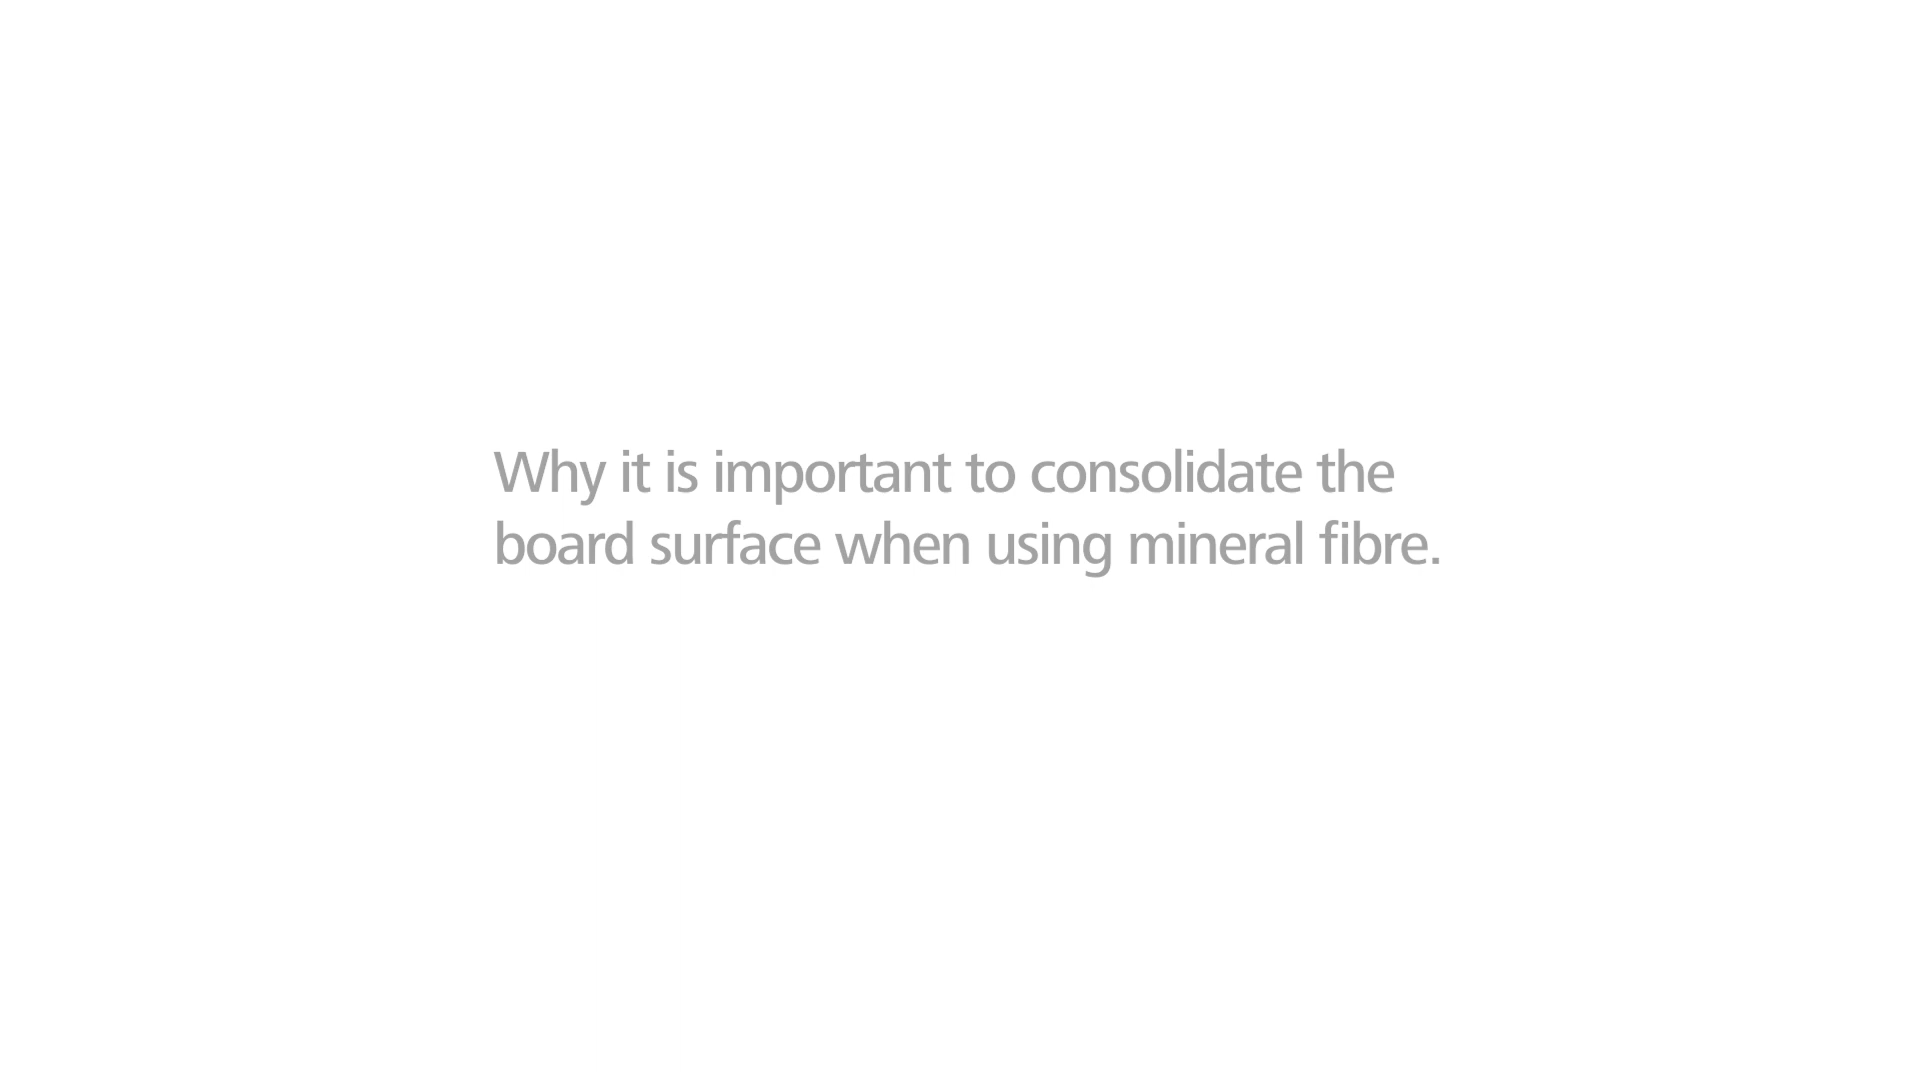 Why it is important to consolidate the
board surface when using mineral fibre.